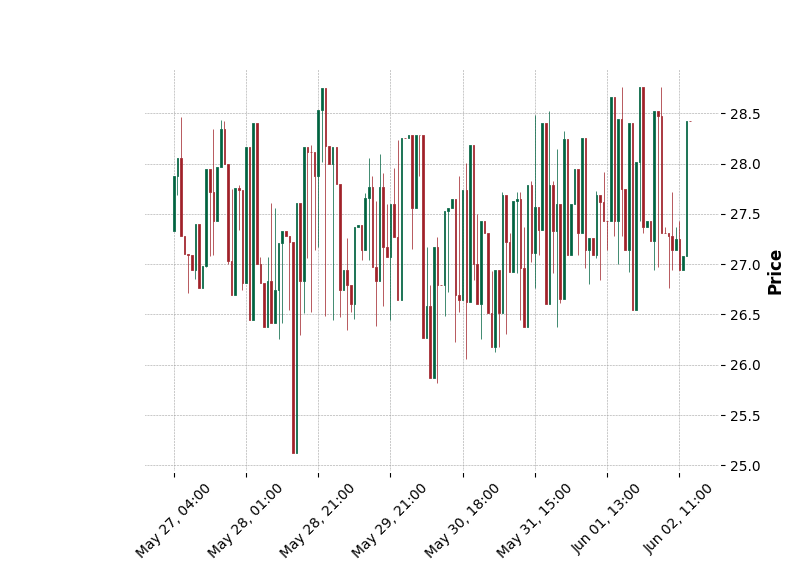 28.5
28.0
27.5
27.0
26.5
26.0
25.5
25.0
Price
May 27, 04:00
May 28, 01:00
May 28, 21:00
May 29, 21:00
May 30, 18:00
May 31, 15:00
Jun 01, 13:00
Jun 02, 11:00